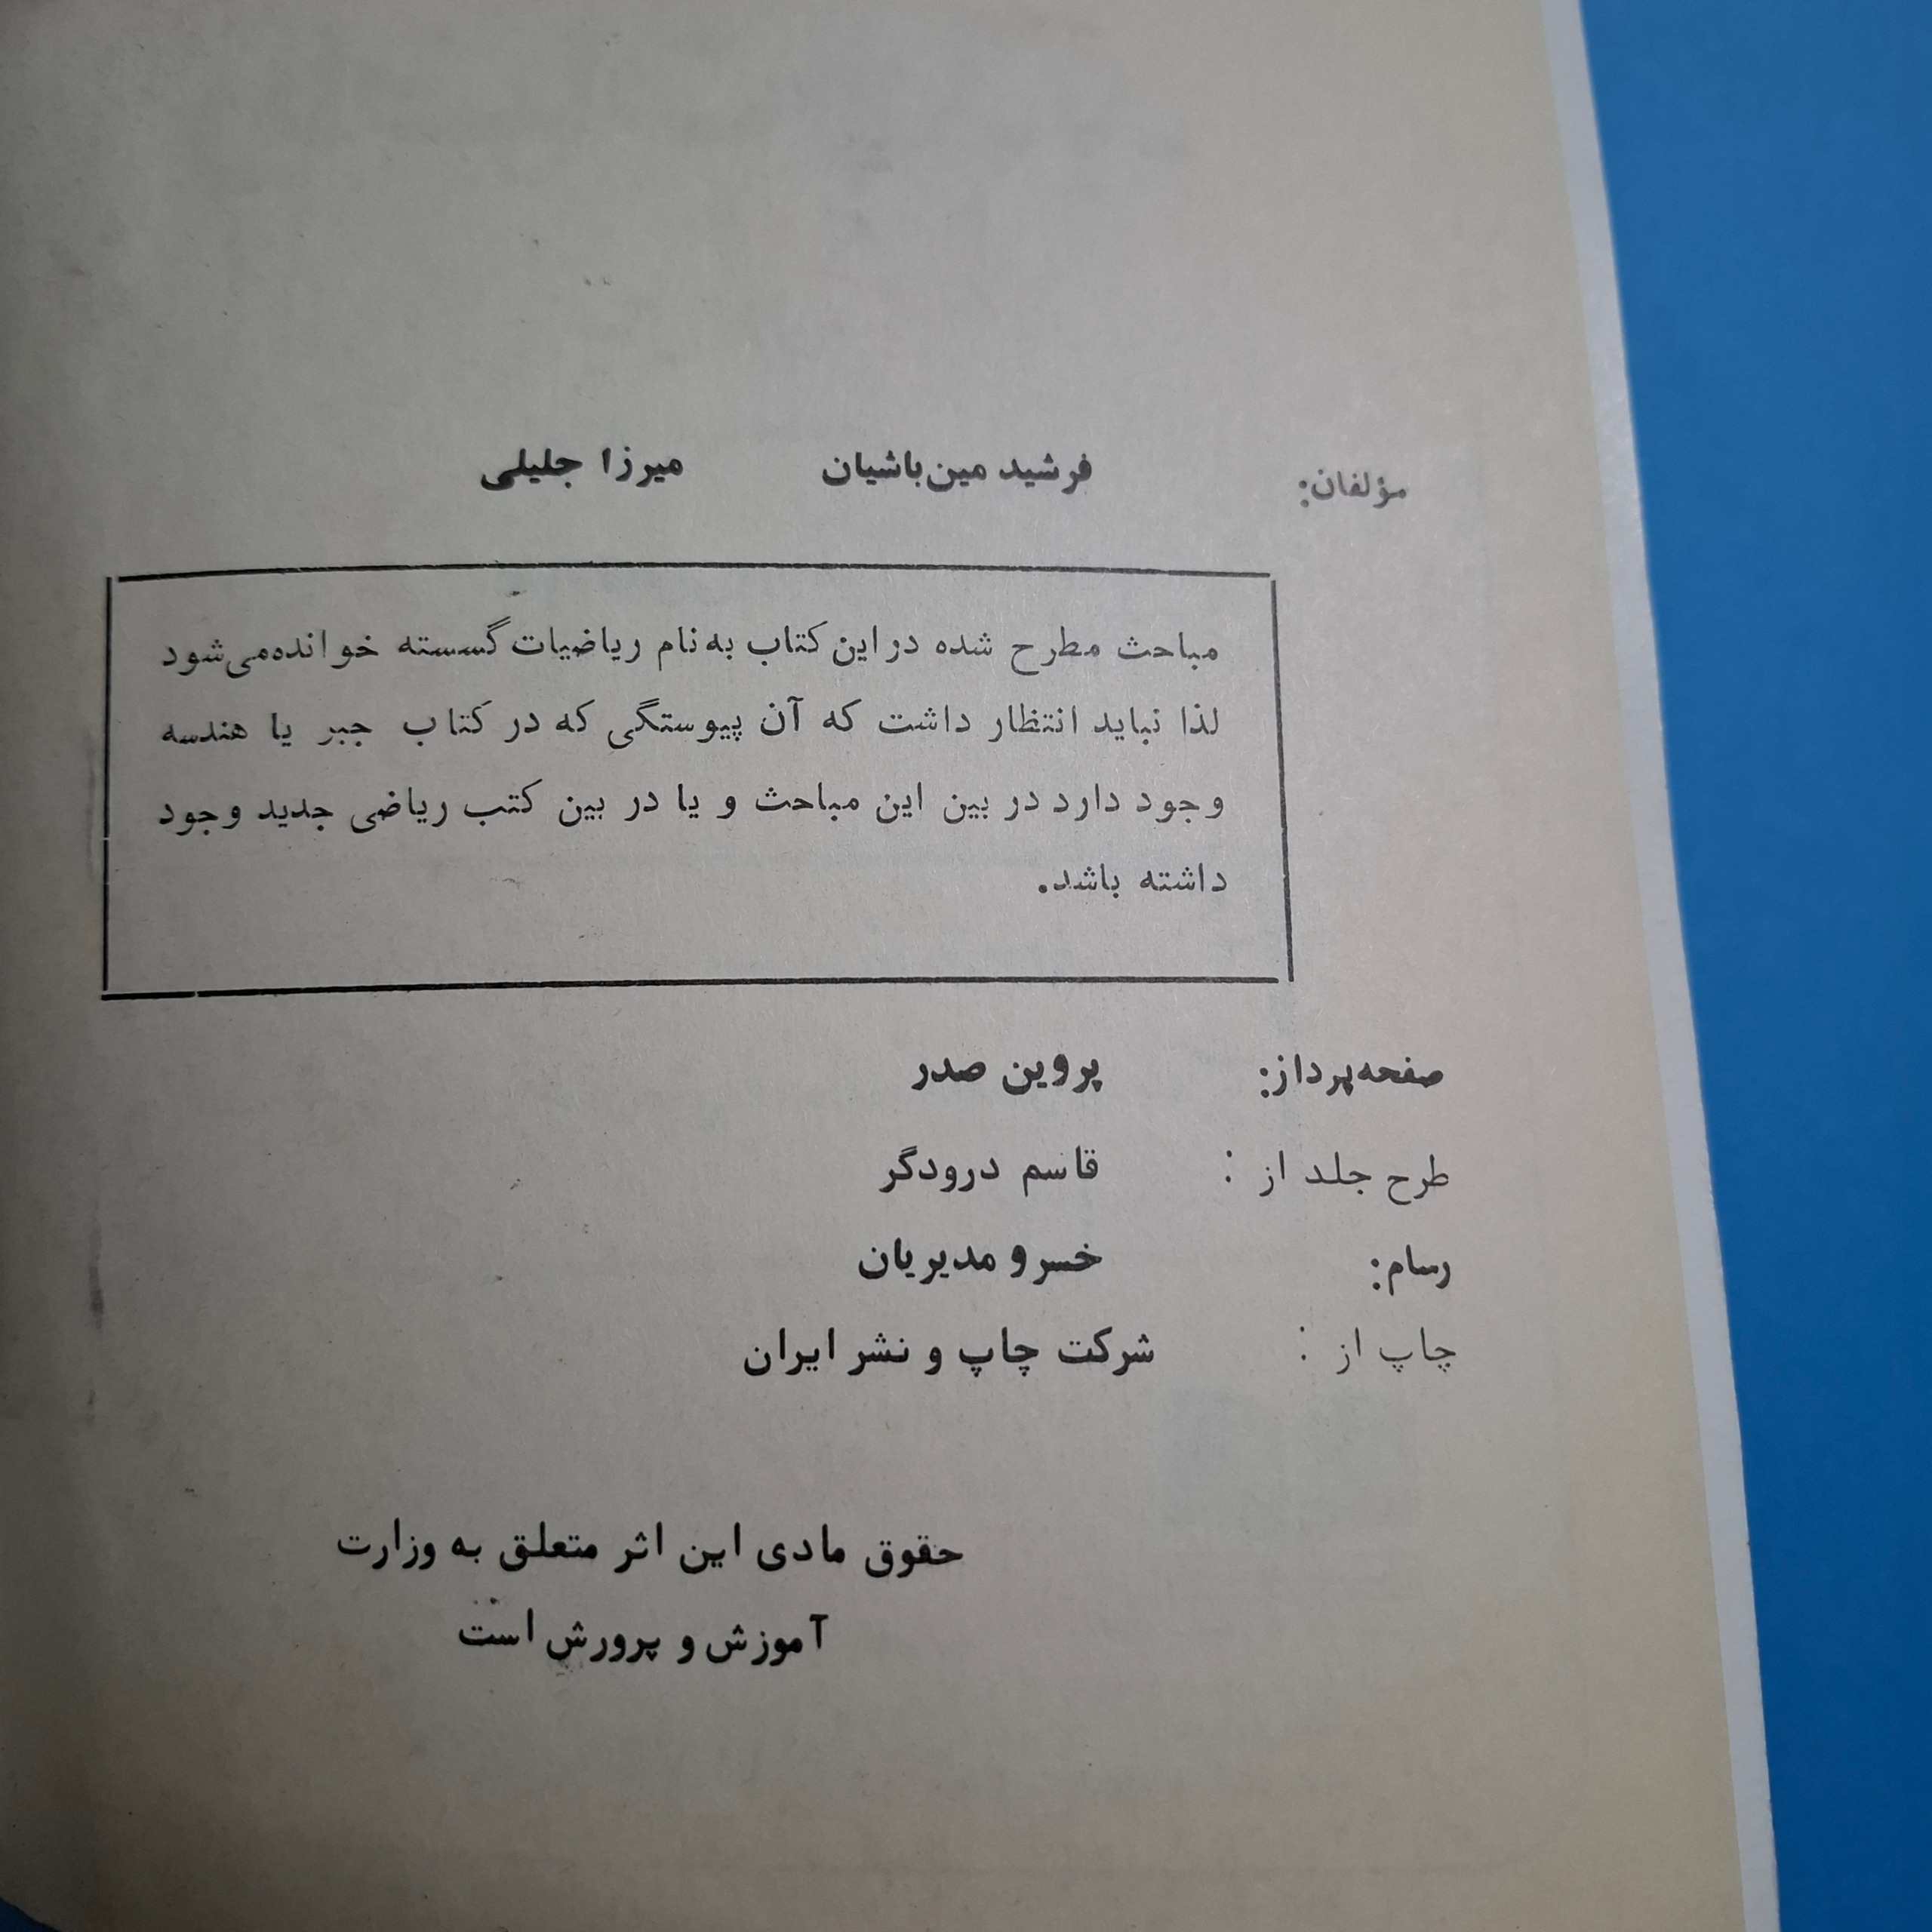 مؤلفان: فرشید مین‌باشیان میرزا جلیلی
مباحث مطرح شده در این کتاب به نام ریاضیات گسسته خوانده می‌شود
لذا نباید انتظار داشت که آن پیوستگی که در کتاب جبر یا هندسه
وجود دارد در بین این مباحث و یا در بین کتب ریاضی جدید وجود
داشته باشد.
صفحه‌پرداز: پروین صدر
طرح جلد از : قاسم درودگر
رسام: خسرو مدیریان
چاپ از : شرکت چاپ و نشر ایران
حقوق مادی این اثر متعلق به وزارت
آموزش و پرورش است